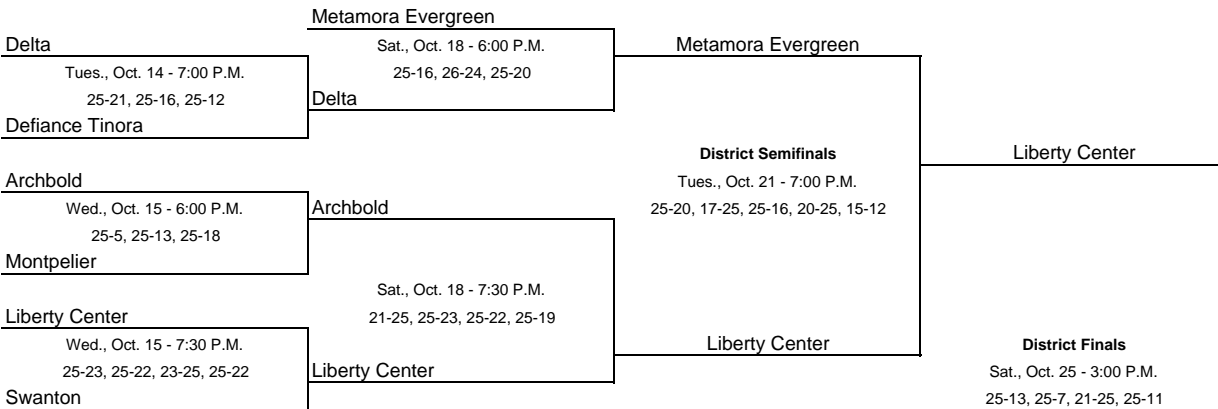 Metamora Evergreen
Delta
Sat., Oct. 18 - 6:00 P.M.
Metamora Evergreen
Tues., Oct. 14 - 7:00 P.M.
25-16, 26-24, 25-20
25-21, 25-16, 25-12
Delta
Defiance Tinora
District Semifinals
Liberty Center
Archbold
Tues., Oct. 21 - 7:00 P.M.
Wed., Oct. 15 - 6:00 P.M.
Archbold
25-20, 17-25, 25-16, 20-25, 15-12
25-5, 25-13, 25-18
Montpelier
Sat., Oct. 18 - 7:30 P.M.
Liberty Center
21-25, 25-23, 25-22, 25-19
Wed., Oct. 15 - 7:30 P.M.
Liberty Center
District Finals
25-23, 25-22, 23-25, 25-22
Liberty Center
Sat., Oct. 25 - 3:00 P.M.
Swanton
25-13, 25-7, 21-25, 25-11